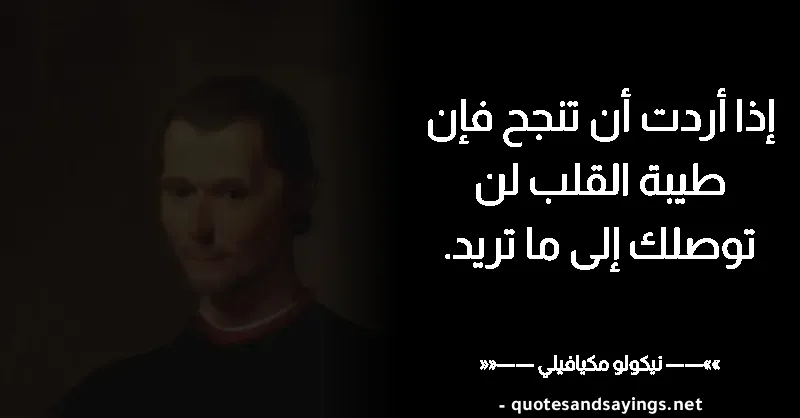 إذا أردت أن تنجح فإن
طيبة القلب لن
توصلك إلى ما تريد.
»»—— نيكولو مكيافيلي ——««
- quotesandsayings.net